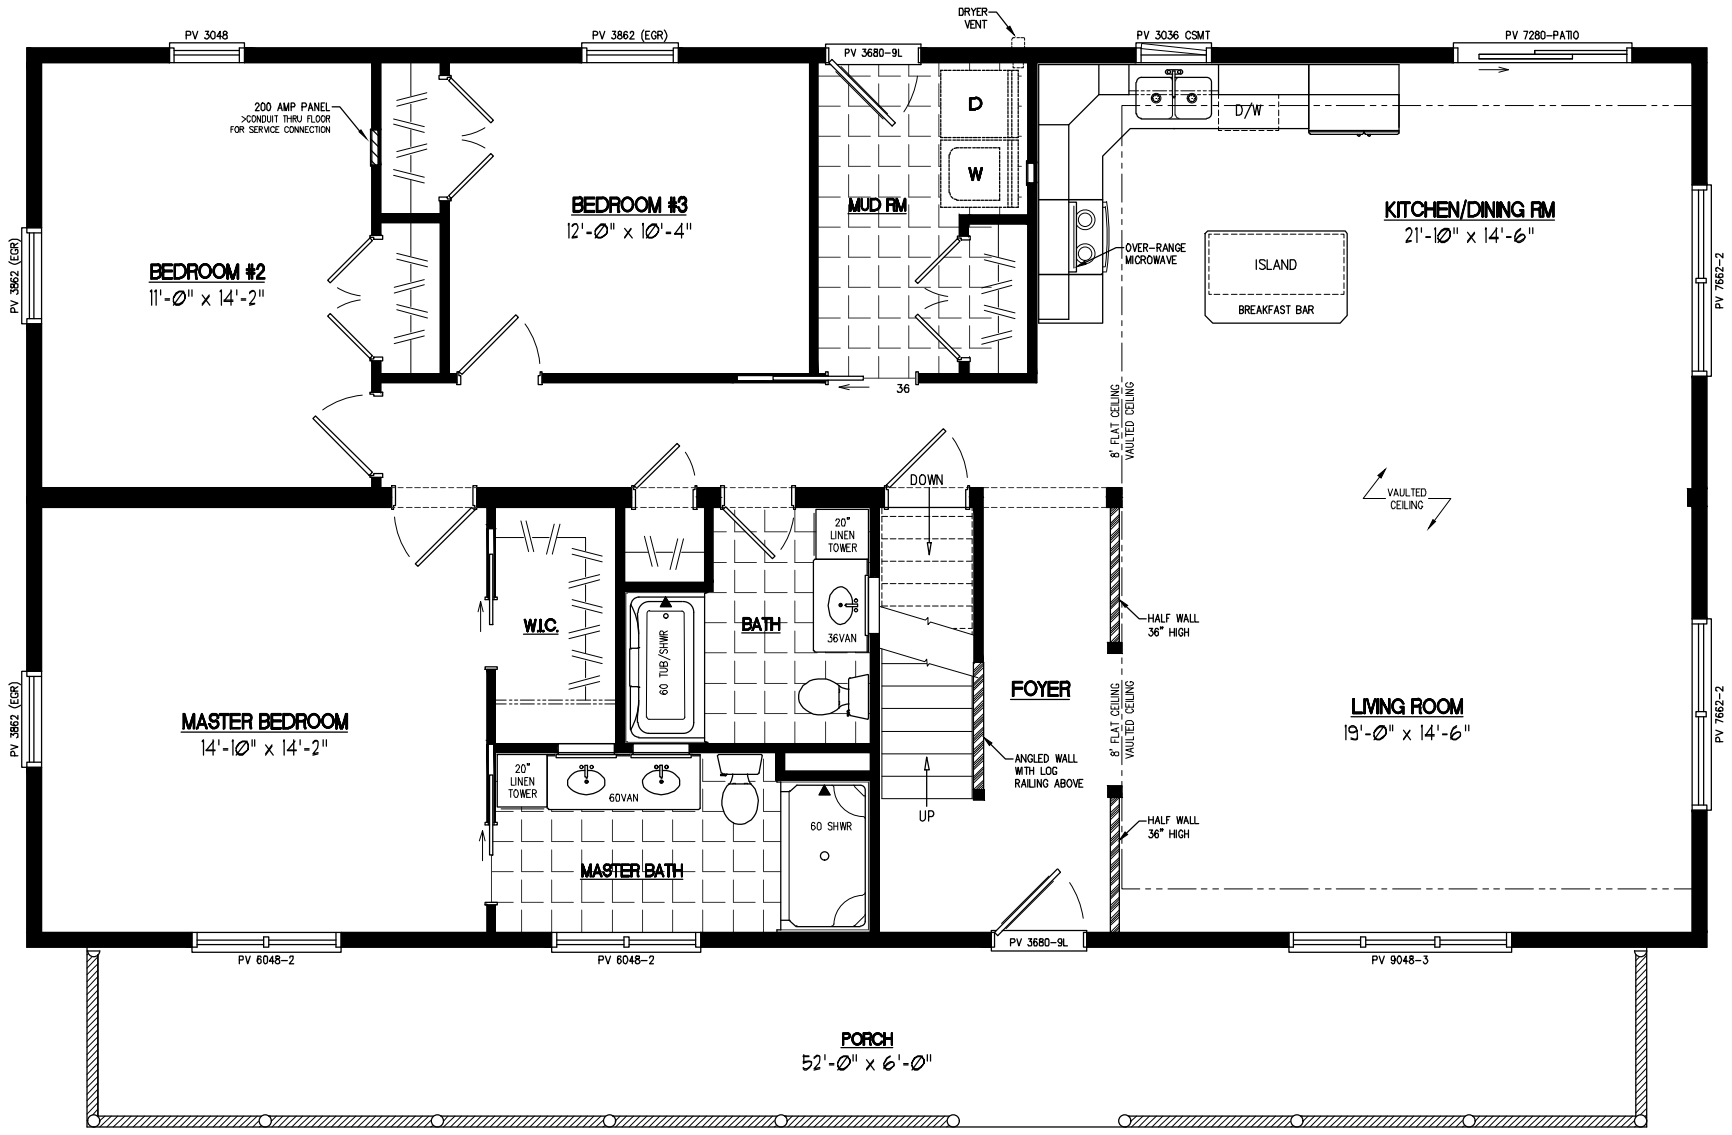 DRYER
VENT
PV 3048
PV 3862 (EGR)
PV 3680-9L
PV 3036 CSMT
PV 7280-PATIO
200 AMP PANEL
>CONDUIT THRU FLOOR
FOR SERVICE CONNECTION
D
D/W
W
BEDROOM #3
12'-0" x 10'-4"
MUD RM
KITCHEN/DINING RM
21'-10" x 14'-6"
OVER-RANGE
MICROWAVE
ISLAND
BREAKFAST BAR
BEDROOM #2
11'-0" x 14'-2"
PV 3862 (EGR)
PV 7662-2
36
8' FLAT CEILING
VAULTED CEILING
DOWN
VAULTED
CEILING
20"
LINEN
TOWER
W.I.C.
60 TUB/SHWR
BATH
36VAN
HALF WALL
36" HIGH
FOYER
8' FLAT CEILING
VAULTED CEILING
LIVING ROOM
19'-0" x 14'-6"
MASTER BEDROOM
14'-10" x 14'-2"
PV 3862 (EGR)
PV 7662-2
ANGLED WALL
WITH LOG
RAILING ABOVE
20"
LINEN
TOWER
60VAN
UP
60 SHWR
HALF WALL
36" HIGH
MASTER BATH
PV 6048-2
PV 6048-2
PV 3680-9L
PV 9048-3
PORCH
52'-0" x 6'-0"